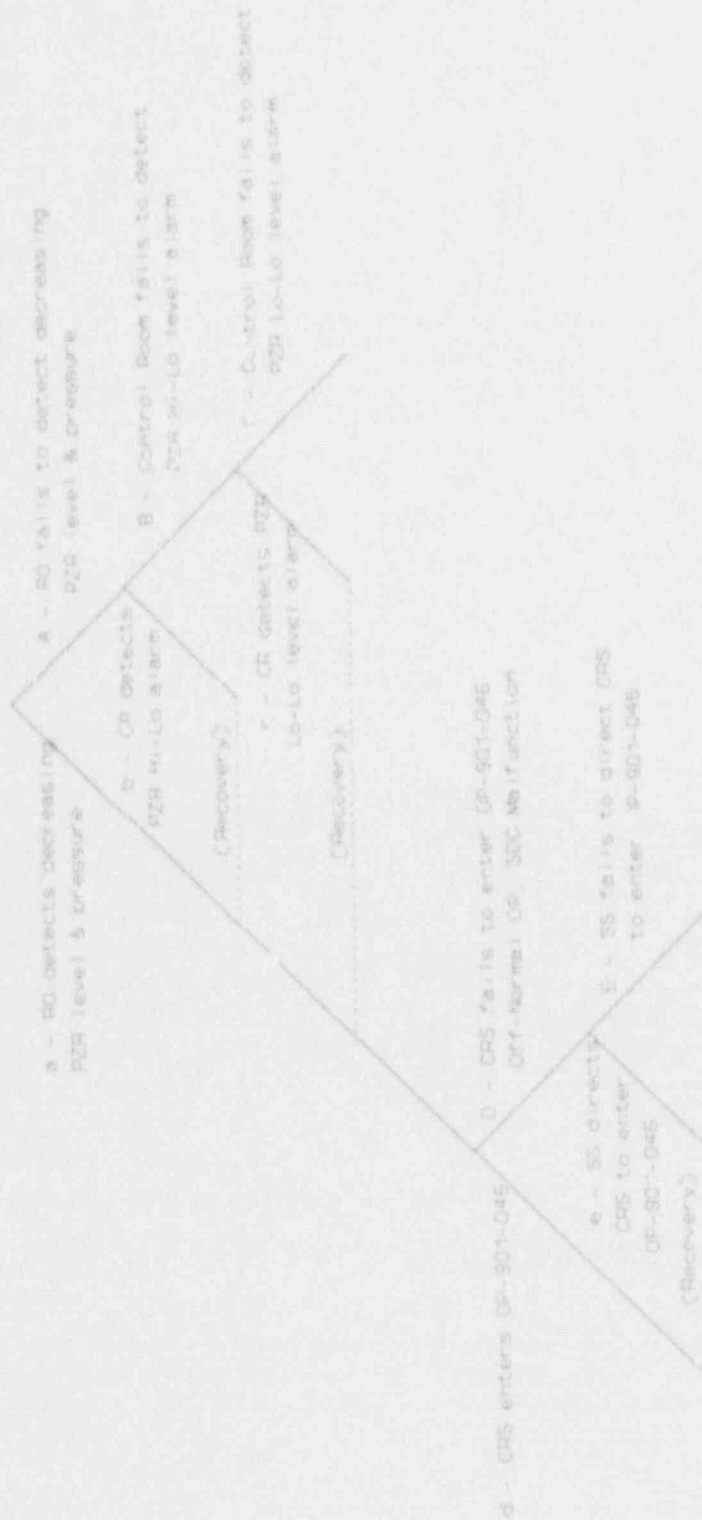 a - RO detects decreasing
PZR level & pressure
A - RO fails to detect decreasing
PZR level & pressure
b - CR detects
PZR Hi-Lo alarm
B - Control Room fails to detect
PZR Hi-Lo level alarm
(Recovery)
c - CR detects PZR
Lo-Lo level alarm
C - Control Room fails to detect
PZR Lo-Lo level alarm
(Recovery)
d - CRS enters OP-901-046
D - CRS fails to enter OP-901-046
Off-Normal OP SDC Malfunction
e - SS directs
CRS to enter
OP-901-046
E - SS fails to direct CRS
to enter P-901-046
(Recovery)